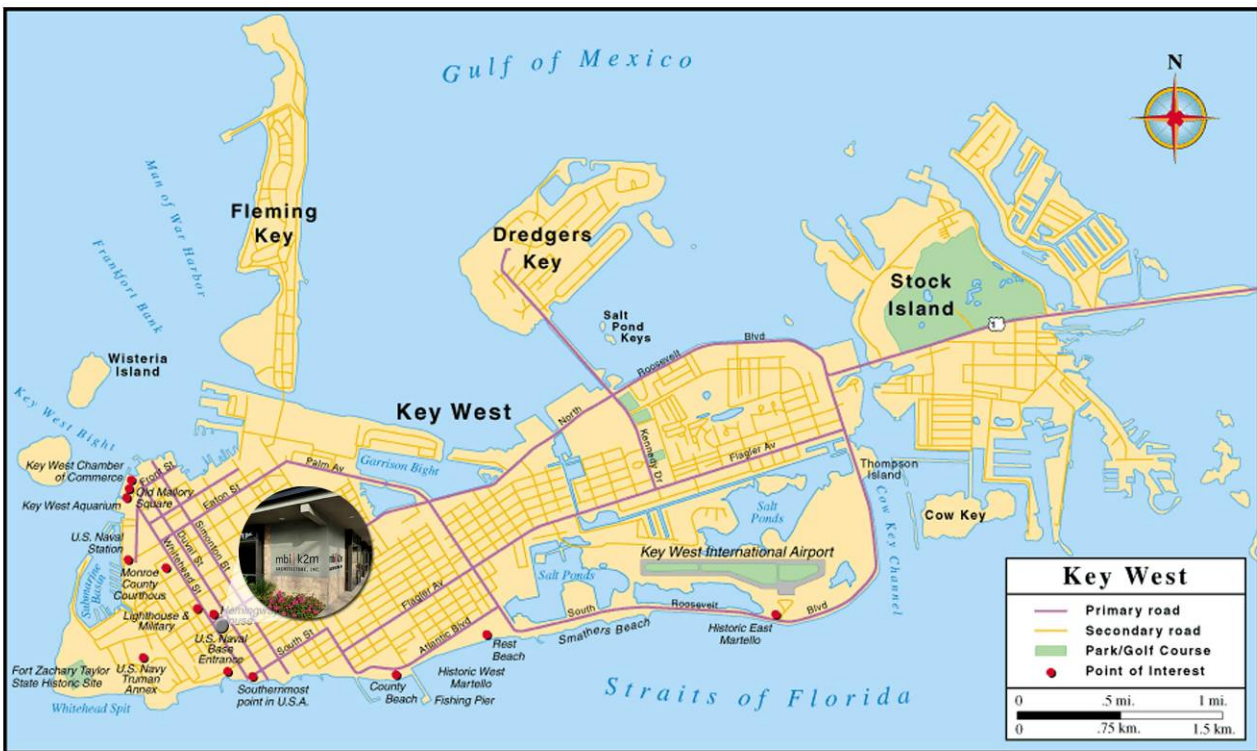 Gulf of Mexico
N
Man of War Harbor
Frankfort Bank
Fleming
Key
Dredgers
Key
Stock
Island
1
Salt
Pond
Keys
Wisteria
Island
Key West Bight
Key West
North
Roosevelt
Blvd
Garrison Bight
Palm Av
Kennedy Dr
Flagler Av
Thompson
Island
Cow Key
Cow Key Channel
Salt
Ponds
Key West International Airport
Key West Chamber
of Commerce
Front St
Old Mallory
Square
Key West Aquarium
Eaton St
Simonton St
Duval St
Whitehead St
U.S. Naval
Station
Submarine
Basin
Monroe
County
Courthous
Lighthouse &
Military
mbi k2m
ARCHITECTURE, INC.
Hemingway
House
U.S. Naval
Base
Entrance
South St
Flagler Av
Atlantic Blvd
Salt Ponds
South
Roosevelt
Blvd
Smathers Beach
Historic East
Martello
Rest
Beach
Historic West
Martello
County
Beach
Fishing Pier
Southernmost
point in U.S.A.
U.S. Navy
Truman
Annex
Fort Zachary Taylor
State Historic Site
Whitehead Spit
Straits of Florida
Key West
Primary road
Secondary road
Park/Golf Course
Point of Interest
0 .5 mi. 1 mi.
0 .75 km. 1.5 km.